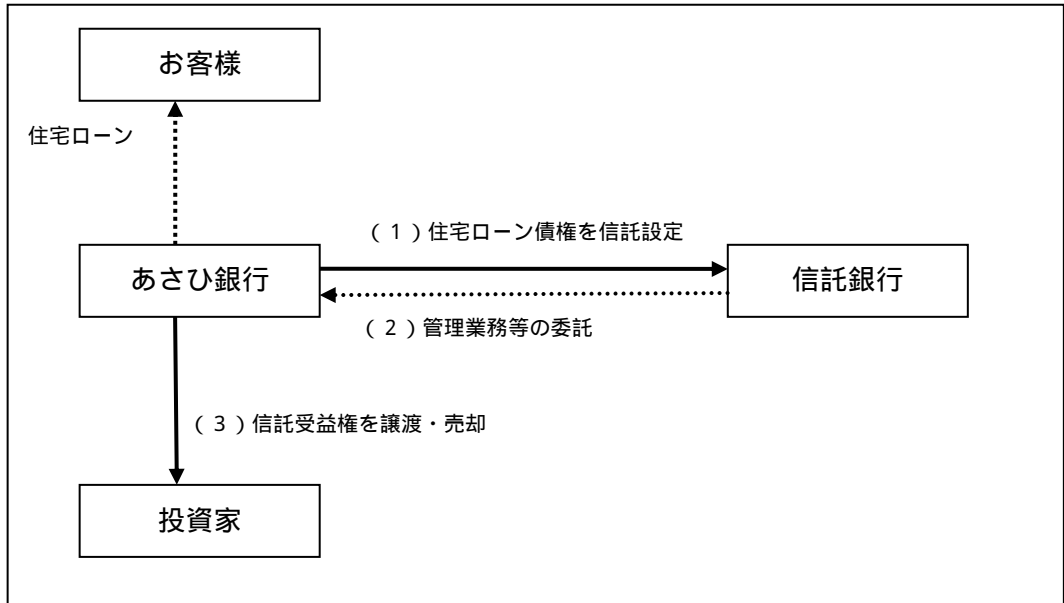 お客様
住宅ローン
(1)住宅ローン債権を信託設定
あさひ銀行
信託銀行
(2)管理業務等の委託
(3)信託受益権を譲渡・売却
投資家